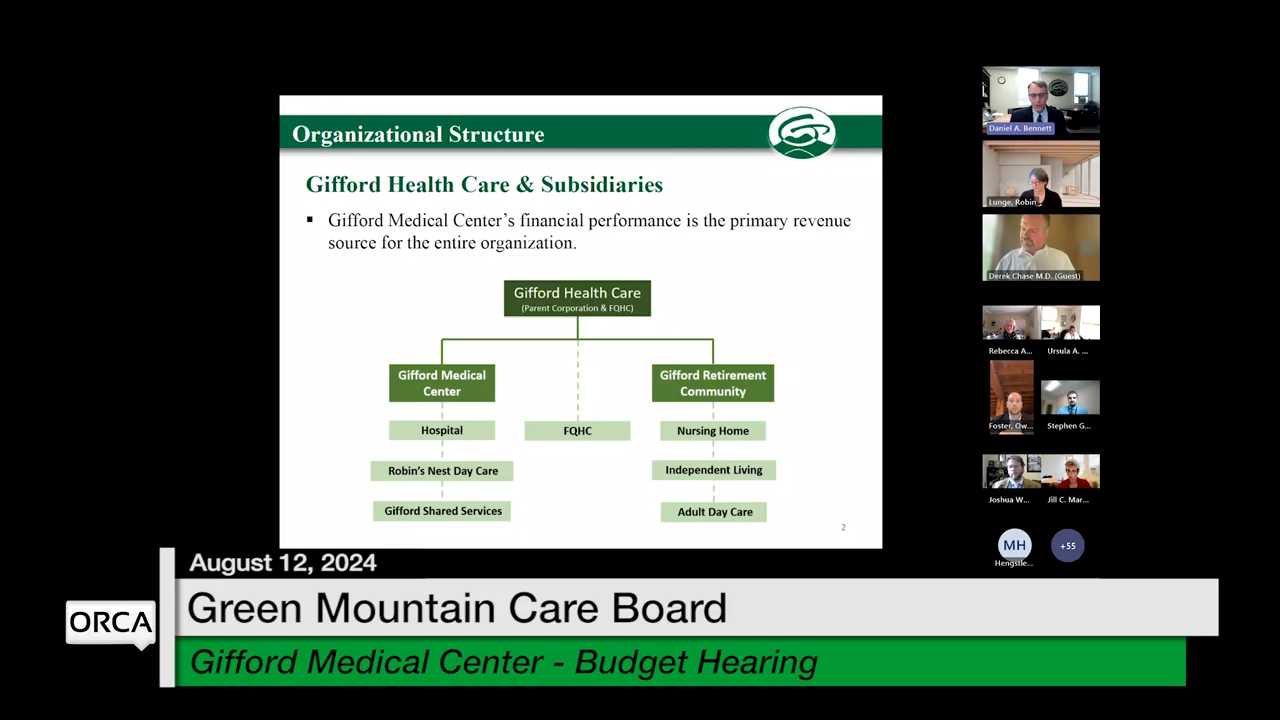 Organizational Structure
Gifford Health Care & Subsidiaries
▪ Gifford Medical Center's financial performance is the primary revenue
source for the entire organization.
Gifford Health Care
(Parent Corporation & FQHC)
Gifford Medical
Center
Gifford Retirement
Community
Hospital
FQHC
Nursing Home
Robin's Nest Day Care
Independent Living
Gifford Shared Services
Adult Day Care
2
Daniel A. Bennett
Lunge, Robin
Derek Chase M.D. (Guest)
Rebecca A...
Ursula A. ...
Foster, Ow...
Stephen G...
Joshua W...
Jill C. Mar...
MH
+55
Hengstle...
August 12, 2024
ORCA
Green Mountain Care Board
Gifford Medical Center - Budget Hearing